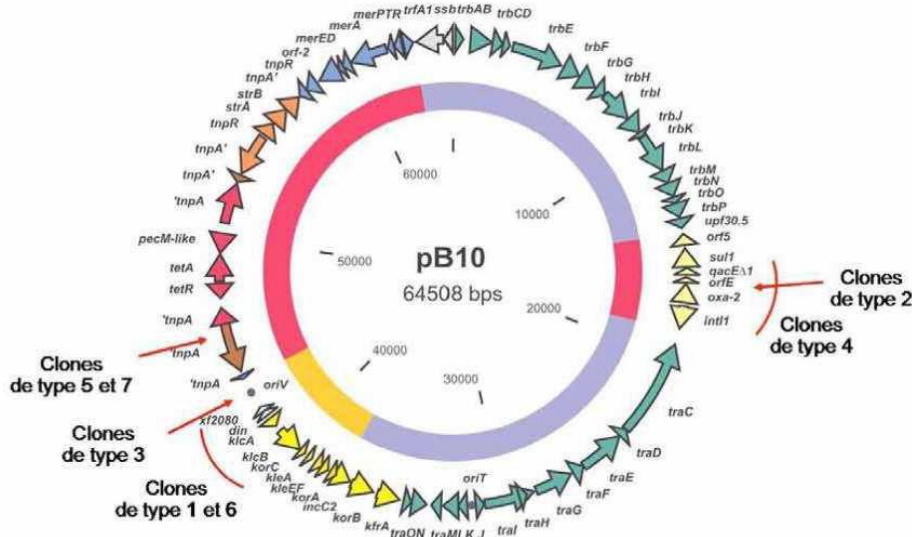 pB10
64508 bps
10000
20000
30000
40000
50000
60000
trfA1
ssb
trbAB
trbCD
trbE
trbF
trbG
trbH
trbI
trbJ
trbK
trbL
trbM
trbN
trbO
trbP
upf30.5
orf5
sul1
qacEΔ1
orfE
oxa-2
intI1
Clones
de type 2
Clones
de type 4
traC
traD
traE
traF
traG
traH
traI
oriT
traMLKJ
traON
kfrA
korB
incC2
korA
kleEF
kleA
korC
klcB
klcA
din
xf2080
oriV
Clones
de type 1 et 6
Clones
de type 3
'tnpA
Clones
de type 5 et 7
'tnpA
'tnpA
tetR
tetA
pecM-like
'tnpA
tnpA'
tnpA'
tnpR
strA
strB
tnpA'
tnpR
orf-2
merED
merA
merPTR